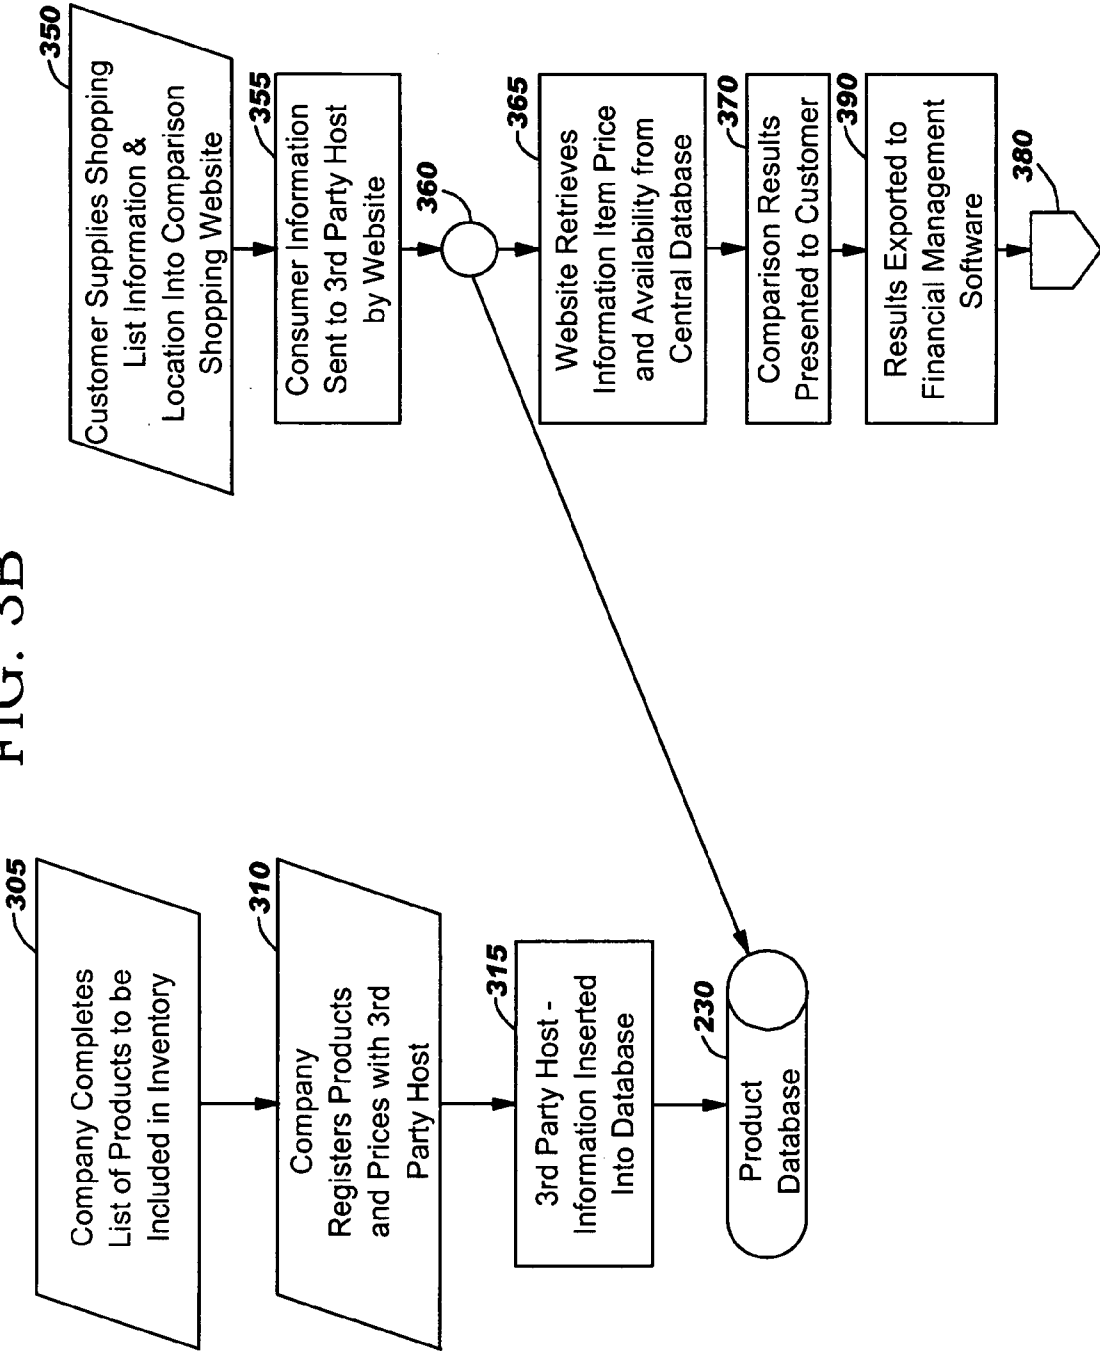 FIG. 3B
305
Company Completes
List of Products to be
Included in Inventory
310
Company
Registers Products
and Prices with 3rd
Party Host
315
3rd Party Host -
Information Inserted
Into Database
230
Product
Database
350
Customer Supplies Shopping
List Information &
Location Into Comparison
Shopping Website
355
Consumer Information
Sent to 3rd Party Host
by Website
360
365
Website Retrieves
Information Item Price
and Availability from
Central Database
370
Comparison Results
Presented to Customer
390
Results Exported to
Financial Management
Software
380